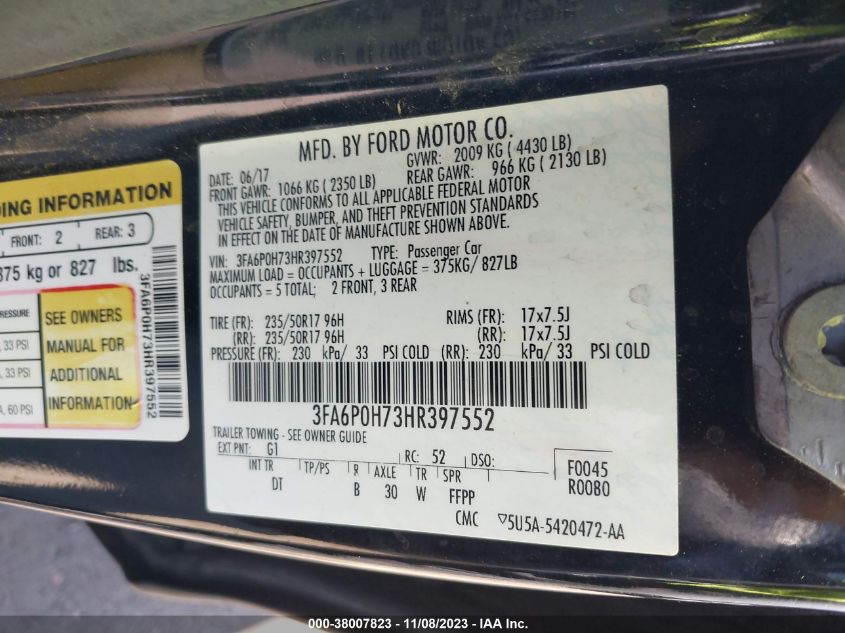 DING INFORMATION
FRONT: 2 REAR: 3
375 kg or 827 lbs.
PRESSURE
33 PSI
33 PSI
60 PSI
SEE OWNERS
MANUAL FOR
ADDITIONAL
INFORMATION
3FA6P0H73HR397552
MFD. BY FORD MOTOR CO.
DATE: 06/17 GVWR: 2009 KG ( 4430 LB)
FRONT GAWR: 1066 KG ( 2350 LB) REAR GAWR: 966 KG ( 2130 LB)
THIS VEHICLE CONFORMS TO ALL APPLICABLE FEDERAL MOTOR
VEHICLE SAFETY, BUMPER, AND THEFT PREVENTION STANDARDS
IN EFFECT ON THE DATE OF MANUFACTURE SHOWN ABOVE.
VIN: 3FA6P0H73HR397552 TYPE: Passenger Car
MAXIMUM LOAD = OCCUPANTS + LUGGAGE = 375KG/ 827LB
OCCUPANTS = 5 TOTAL; 2 FRONT, 3 REAR
TIRE (FR): 235/50R17 96H RIMS (FR): 17x7.5J
(RR): 235/50R17 96H (RR): 17x7.5J
PRESSURE (FR): 230 kPa/ 33 PSI COLD (RR): 230 kPa/ 33 PSI COLD
3FA6P0H73HR397552
TRAILER TOWING - SEE OWNER GUIDE
EXT PNT: G1 RC: 52 DSO: F0045
INT TR TP/PS R AXLE TR SPR R0080
DT B 30 W FFPP
CMC ▽5U5A-5420472-AA
000-38007823 - 11/08/2023 - IAA Inc.